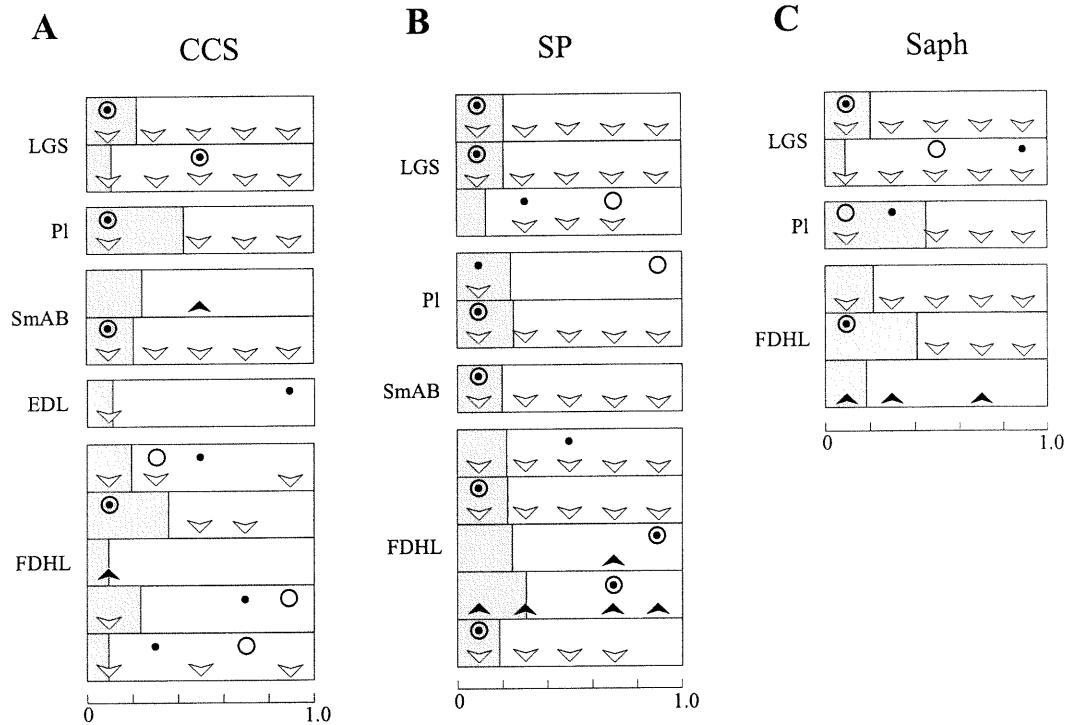 A
CCS
LGS
Pl
SmAB
EDL
FDHL
0 1.0
B
SP
LGS
Pl
SmAB
FDHL
0 1.0
C
Saph
LGS
Pl
FDHL
0 1.0